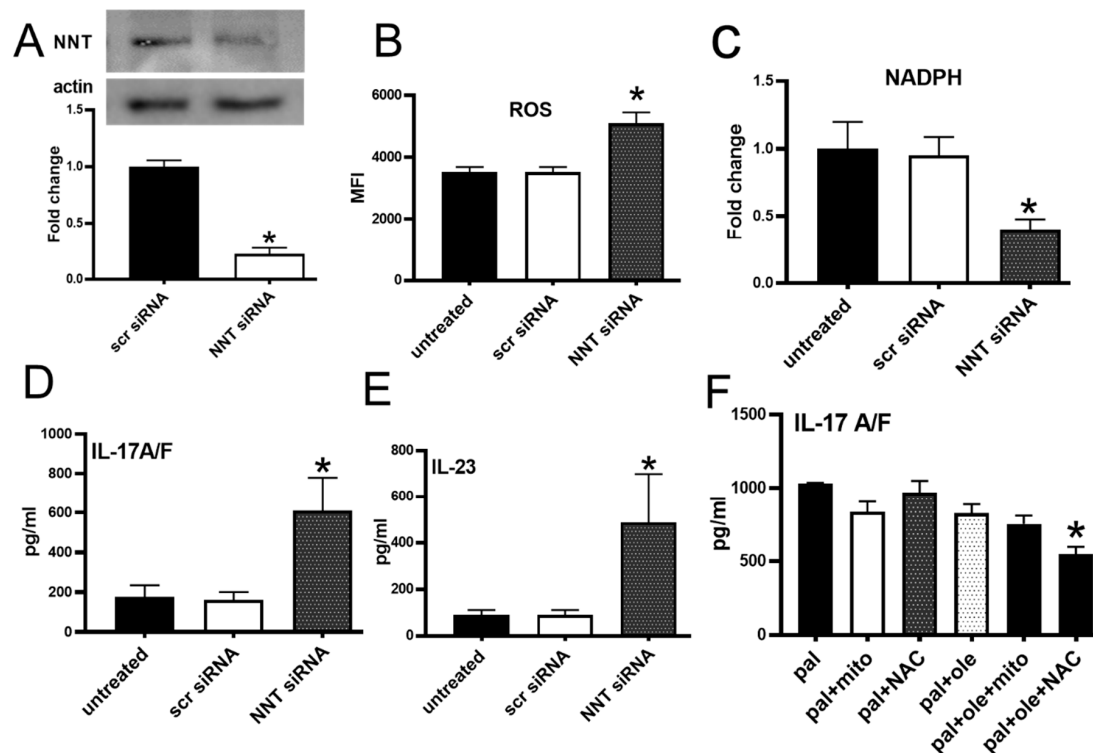 A
NNT
actin
Fold change
1.5
1.0
0.5
0.0
*
scr siRNA
NNT siRNA
B
ROS
MFI
6000
4000
2000
0
*
untreated
scr siRNA
NNT siRNA
C
NADPH
Fold change
1.5
1.0
0.5
0.0
*
untreated
scr siRNA
NNT siRNA
D
IL-17A/F
pg/ml
1000
800
600
400
200
0
*
untreated
scr siRNA
NNT siRNA
E
IL-23
pg/ml
800
600
400
200
0
*
untreated
scr siRNA
NNT siRNA
F
IL-17 A/F
pg/ml
1500
1000
500
0
*
pal
pal+mito
pal+NAC
pal+ole
pal+ole+mito
pal+ole+NAC